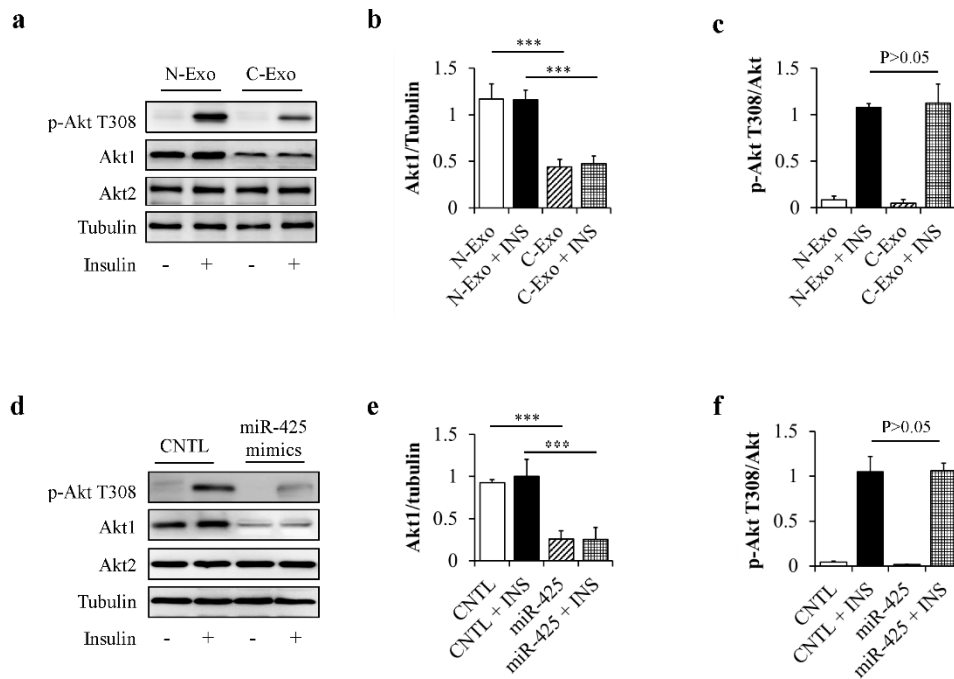 a
N-Exo C-Exo
p-Akt T308
Akt1
Akt2
Tubulin
Insulin - + - +
b
***
***
Akt1/Tubulin
1.5
1
0.5
0
N-Exo
N-Exo + INS
C-Exo
C-Exo + INS
c
P>0.05
p-Akt T308/Akt
1.5
1
0.5
0
N-Exo
N-Exo + INS
C-Exo
C-Exo + INS
d
CNTL
miR-425
mimics
p-Akt T308
Akt1
Akt2
Tubulin
Insulin - + - +
e
***
***
Akt1/tubulin
1.5
1
0.5
0
CNTL
CNTL + INS
miR-425
miR-425 + INS
f
P>0.05
p-Akt T308/Akt
1.5
1
0.5
0
CNTL
CNTL + INS
miR-425
miR-425 + INS